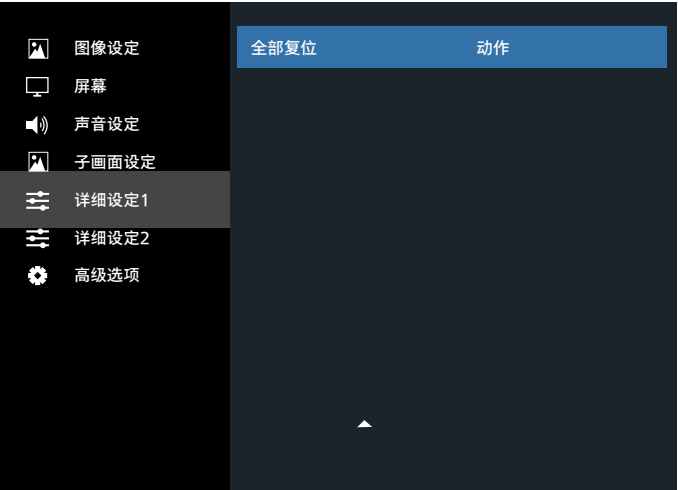 图像设定
屏幕
声音设定
子画面设定
详细设定1
详细设定2
高级选项
全部复位 动作